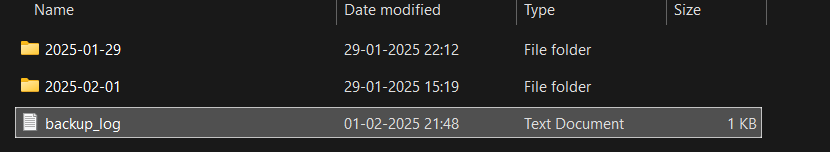 Name Date modified Type Size
2025-01-29 29-01-2025 22:12 File folder
2025-02-01 29-01-2025 15:19 File folder
backup_log 01-02-2025 21:48 Text Document 1 KB